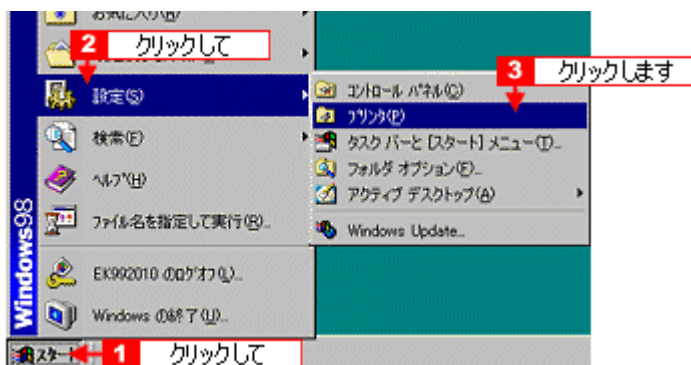 お気に入り(A)
2 クリックして
設定(S)
検索(F)
ヘルプ(H)
ファイル名を指定して実行(R)...
EK992010 のログオフ(L)...
Windows の終了(U)...
Windows98
スタート
1 クリックして
3 クリックします
コントロール パネル(C)
プリンタ(P)
タスク バーと [スタート] メニュー(T)...
フォルダ オプション(F)...
アクティブ デスクトップ(A)
Windows Update...